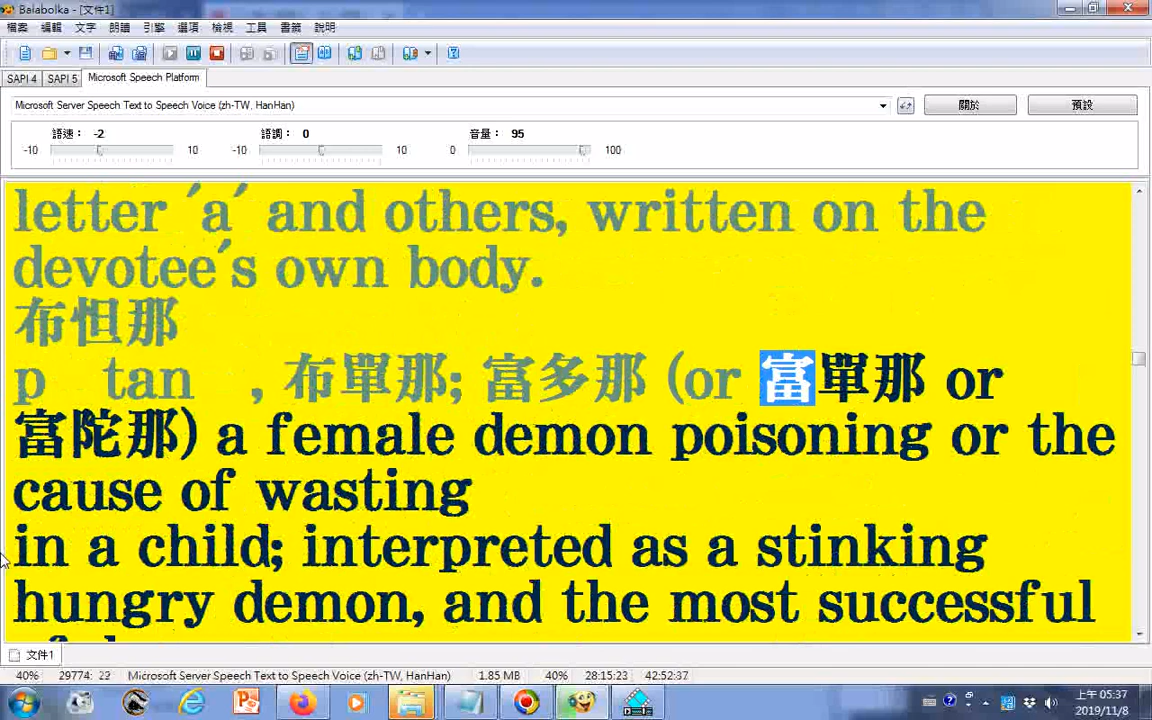 Balabolka - [文件1]
檔案 編輯 文字 朗讀 引擎 選項 檢視 工具 書籤 說明
SAPI 4 SAPI 5 Microsoft Speech Platform
Microsoft Server Speech Text to Speech Voice (zh-TW, HanHan) 關於 預設
語速： -2 語調： 0 音量： 95
-10 10 -10 10 0 100
letter 'a' and others, written on the
devotee's own body.
布怛那
p tan , 布單那; 富多那 (or 富單那 or
富陀那) a female demon poisoning or the
cause of wasting
in a child; interpreted as a stinking
hungry demon, and the most successful
文件1
40% 29774: 22 Microsoft Server Speech Text to Speech Voice (zh-TW, HanHan) 1.85 MB 40% 28:15:23 42:52:37
上午 05:37
2019/11/8